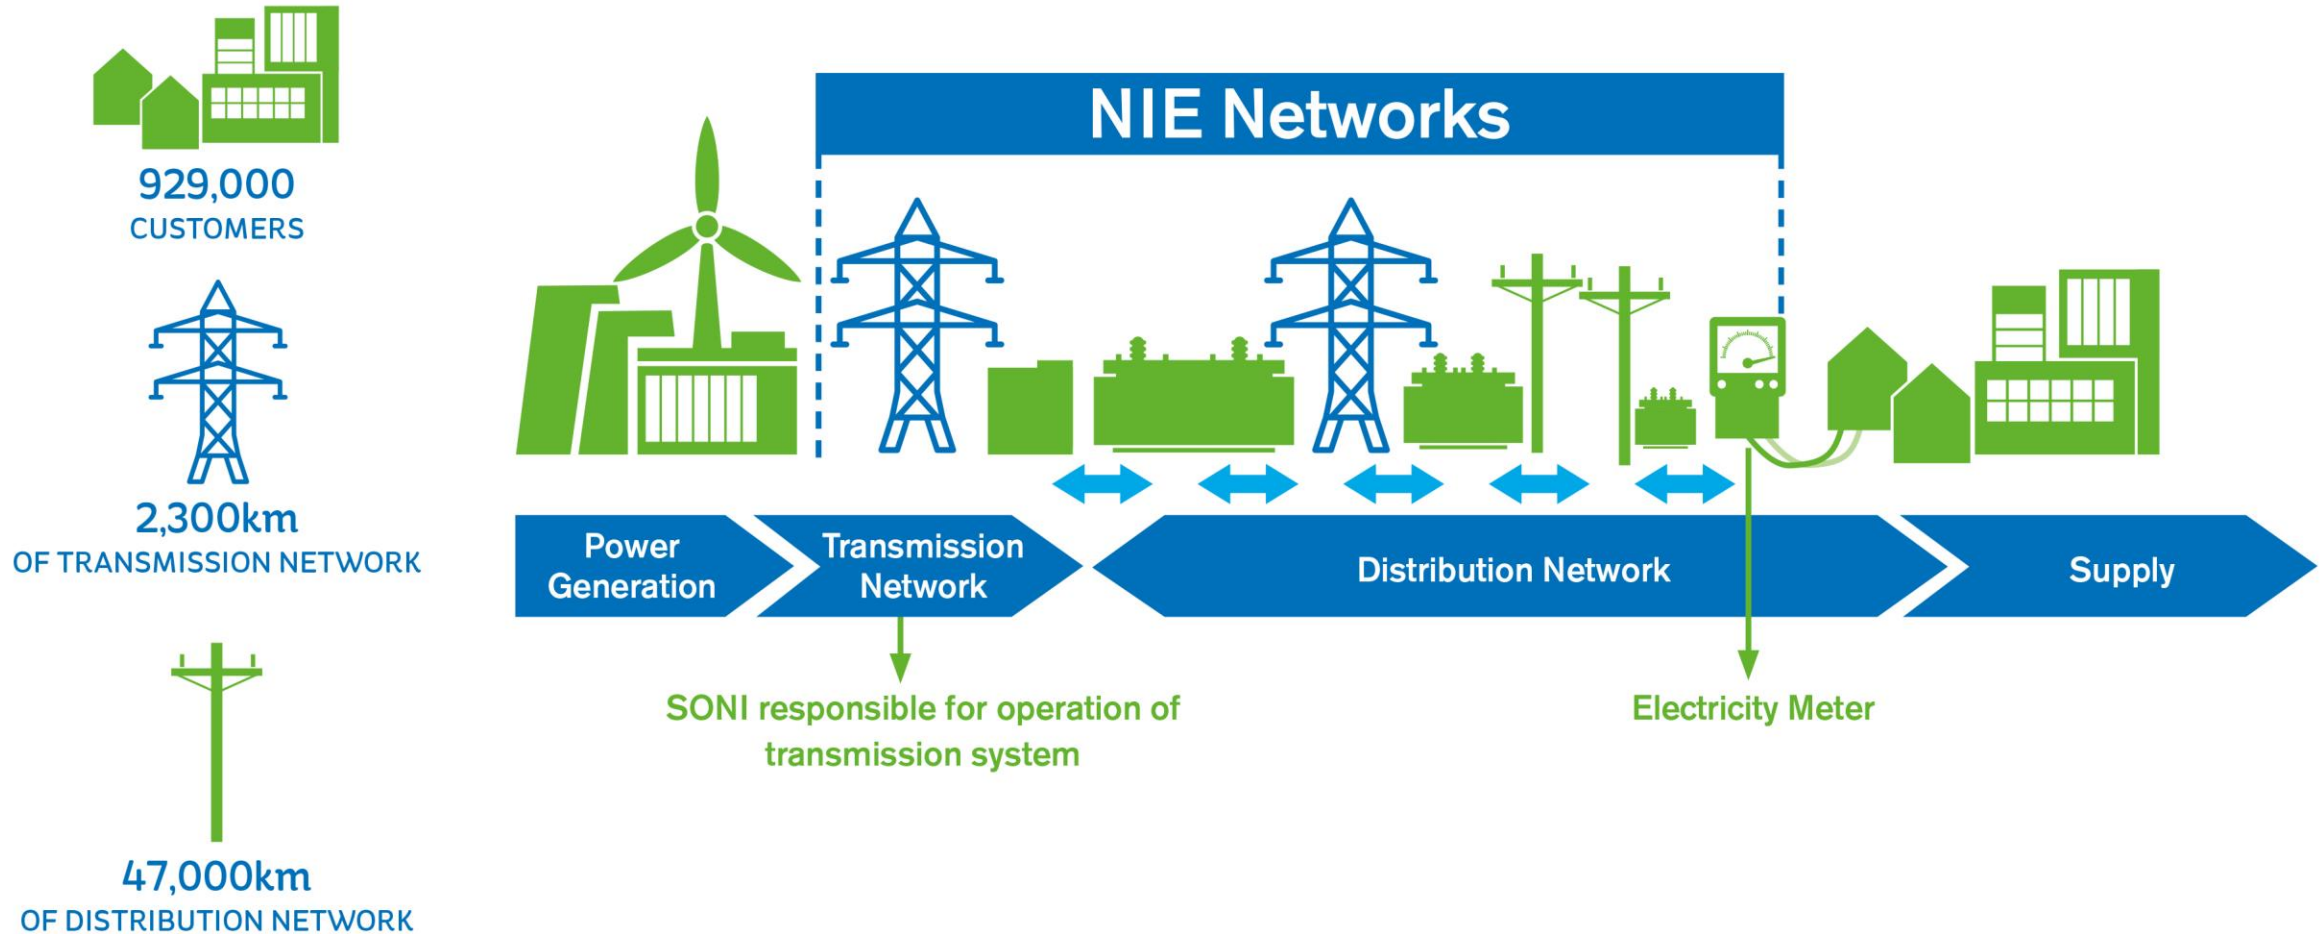 929,000
CUSTOMERS
2,300km
OF TRANSMISSION NETWORK
47,000km
OF DISTRIBUTION NETWORK
NIE Networks
Power
Generation
Transmission
Network
Distribution Network
Supply
SONI responsible for operation of
transmission system
Electricity Meter